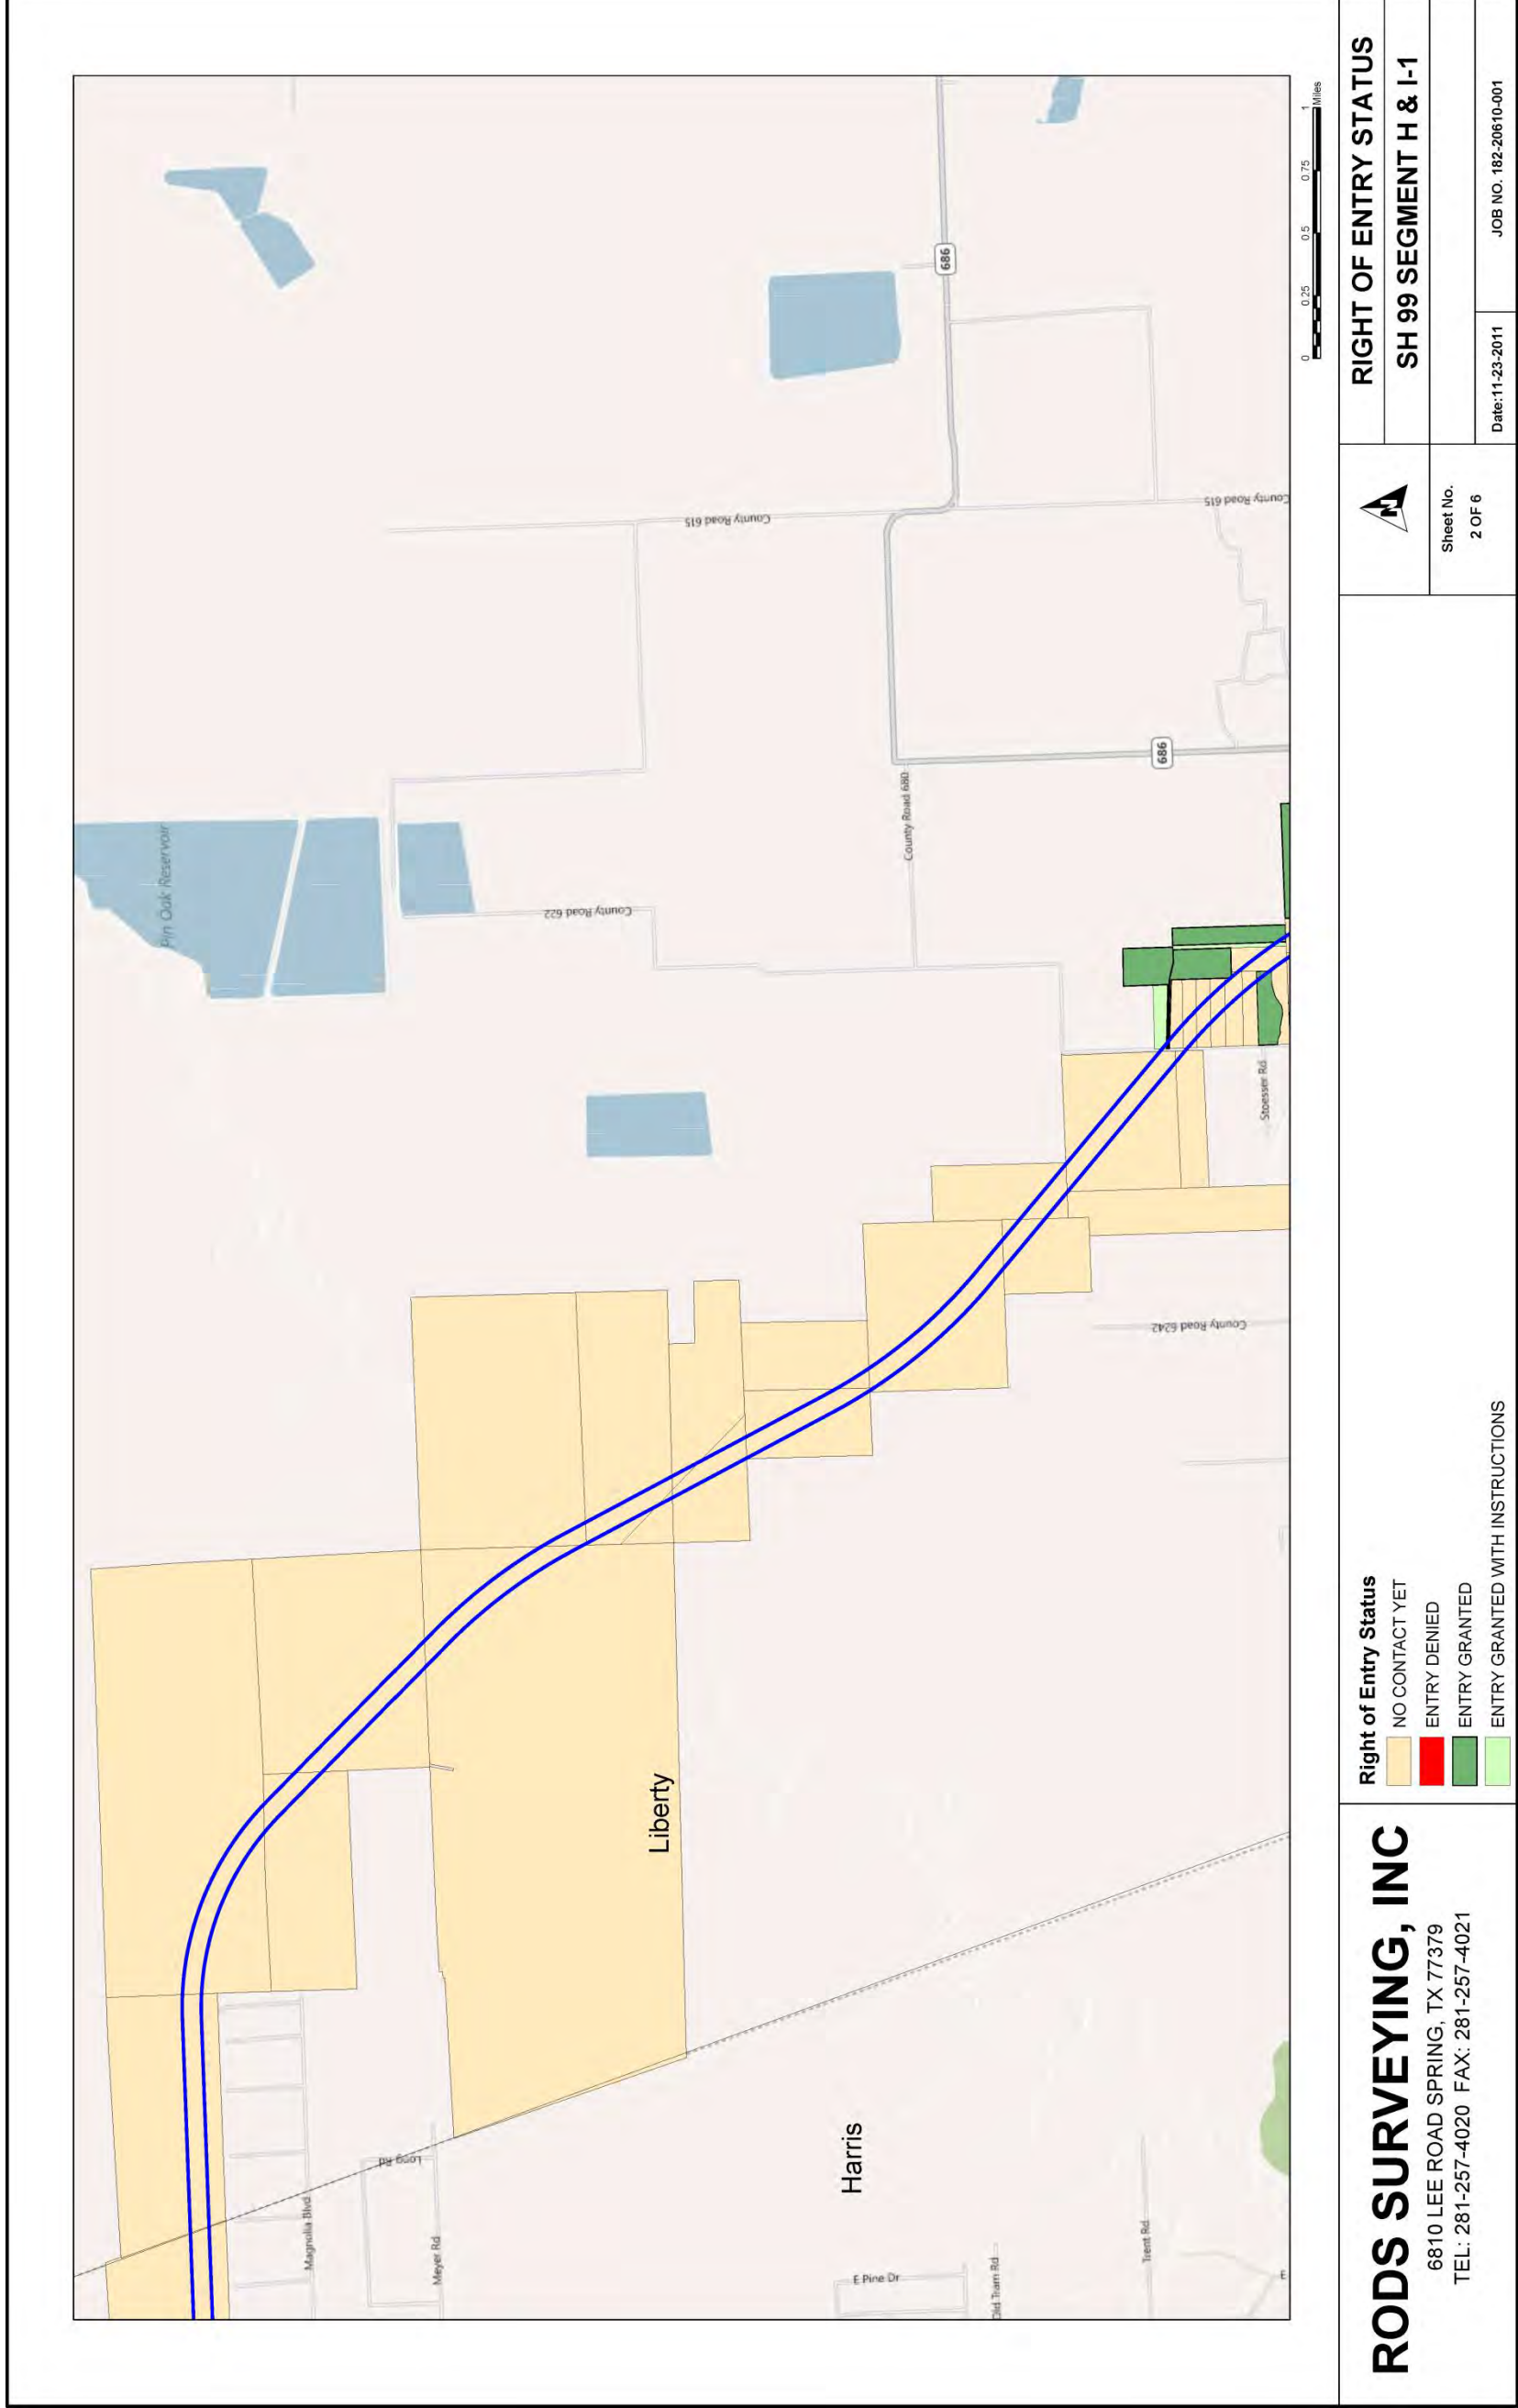 Pin Oak Reservoir
County Road 615
County Road 622
686
County Road 680
County Road 615
686
Stoesser Rd
County Road 6242
Liberty
Harris
Long Rd
Magnolia Blvd
Meyer Rd
E Pine Dr
Old Tram Rd
Trent Rd
E
0 0.25 0.5 0.75 1
Miles
RODS SURVEYING, INC
6810 LEE ROAD SPRING, TX 77379
TEL: 281-257-4020 FAX: 281-257-4021
Right of Entry Status
NO CONTACT YET
ENTRY DENIED
ENTRY GRANTED
ENTRY GRANTED WITH INSTRUCTIONS
N
Sheet No.
2 OF 6
RIGHT OF ENTRY STATUS
SH 99 SEGMENT H & I-1
Date:11-23-2011
JOB NO. 182-20610-001